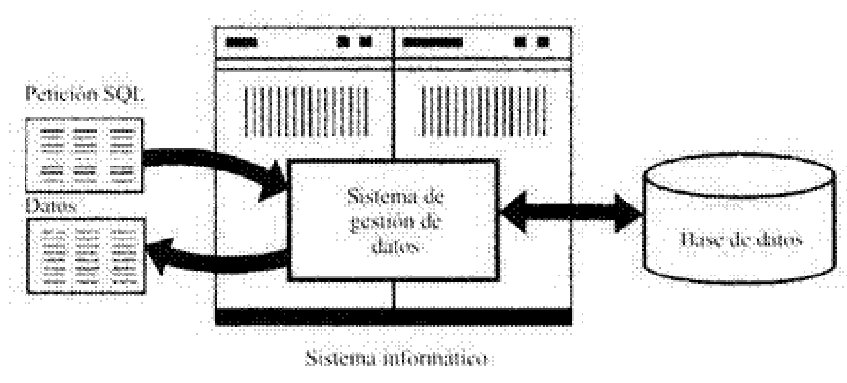 Petición SQL
Datos
Sistema de
gestión de
datos
Base de datos
Sistema informático